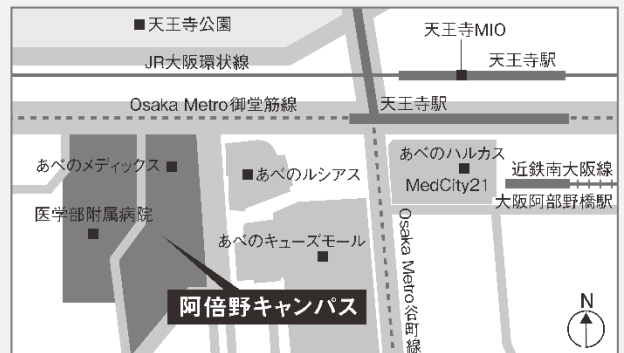 天王寺公園
天王寺MIO
JR大阪環状線
天王寺駅
Osaka Metro御堂筋線
天王寺駅
あべのメディックス
あべのルシアス
あべのハルカス
MedCity21
近鉄南大阪線
大阪阿部野橋駅
医学部附属病院
あべのキューズモール
Osaka Metro谷町線
阿倍野キャンパス
N